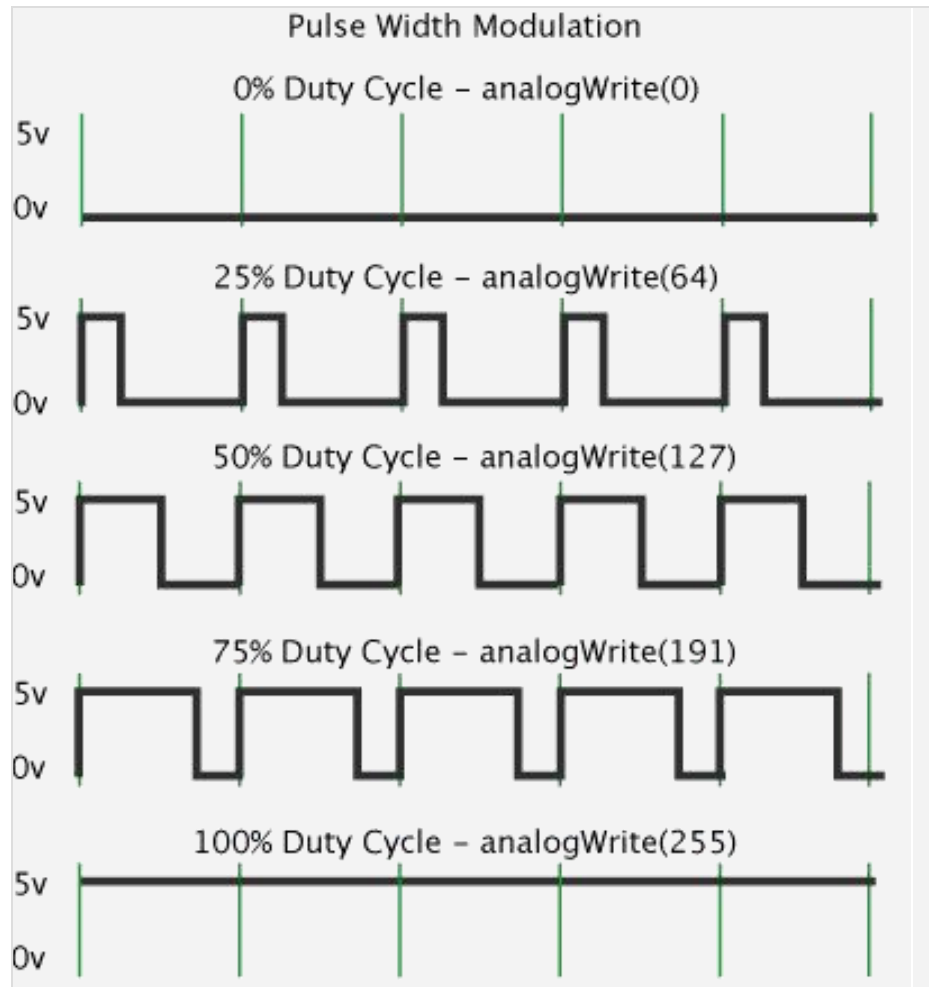 Pulse Width Modulation
0% Duty Cycle – analogWrite(0)
5v
0v
25% Duty Cycle – analogWrite(64)
5v
0v
50% Duty Cycle – analogWrite(127)
5v
0v
75% Duty Cycle – analogWrite(191)
5v
0v
100% Duty Cycle – analogWrite(255)
5v
0v